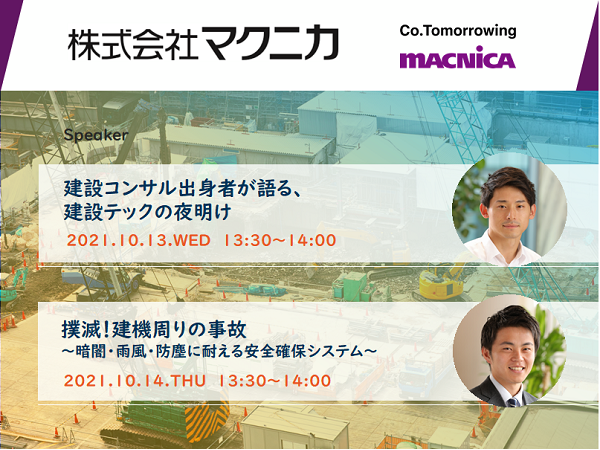 株式会社マクニカ
Co.Tomorrowing
MACNICA
Speaker
建設コンサル出身者が語る、
建設テックの夜明け
2021.10.13.WED 13:30〜14:00
撲滅！建機周りの事故
〜暗闇・雨風・防塵に耐える安全確保システム〜
2021.10.14.THU 13:30〜14:00